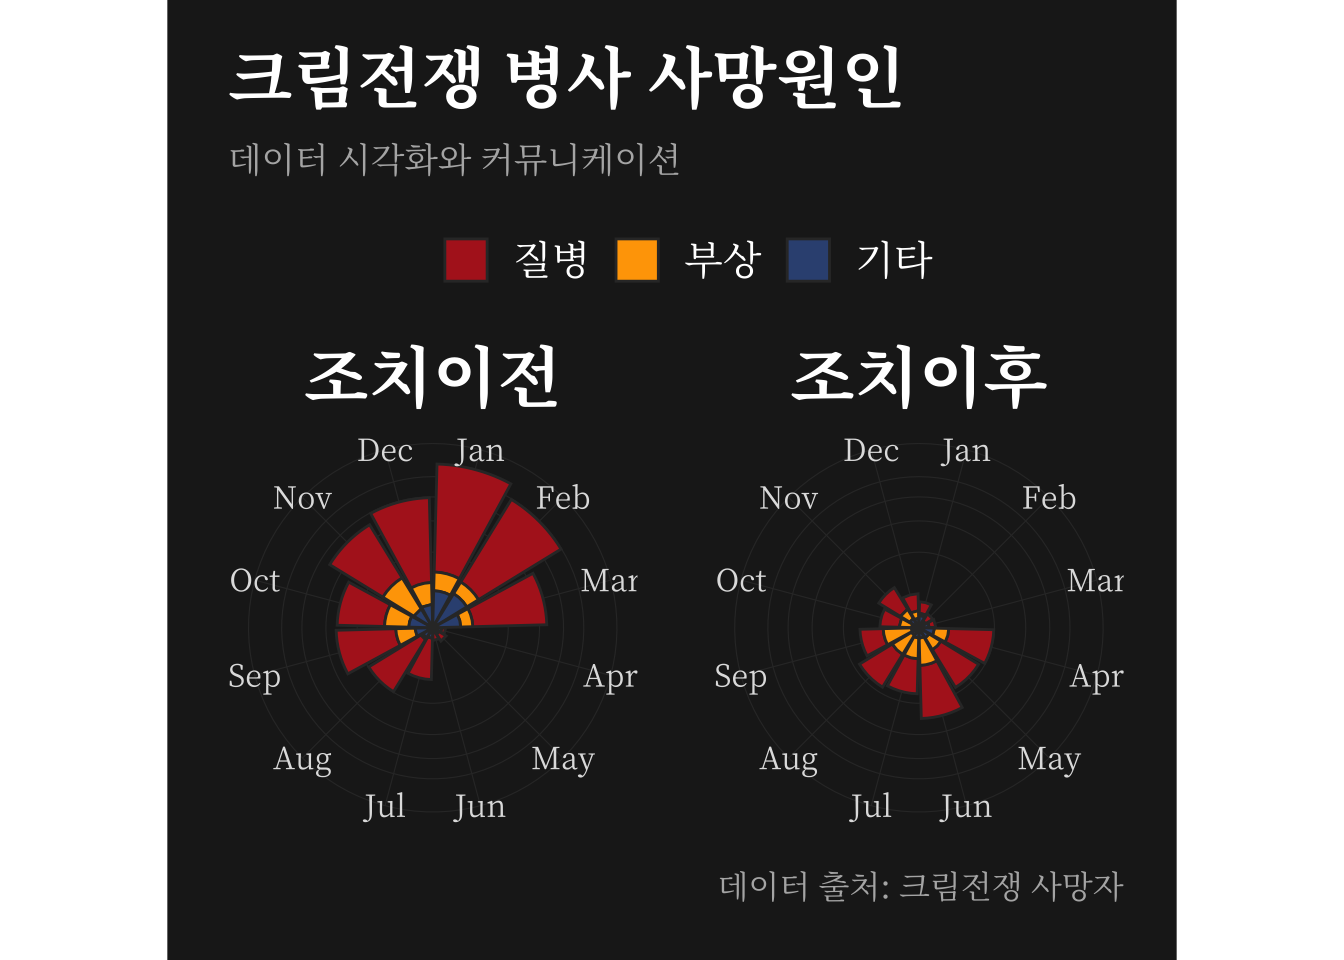 크림전쟁 병사 사망원인
데이터 시각화와 커뮤니케이션
질병 부상 기타
조치이전
조치이후
Dec Jan
Nov Feb
Oct Mar
Sep Apr
Aug May
Jul Jun
Dec Jan
Nov Feb
Oct Mar
Sep Apr
Aug May
Jul Jun
데이터 출처: 크림전쟁 사망자